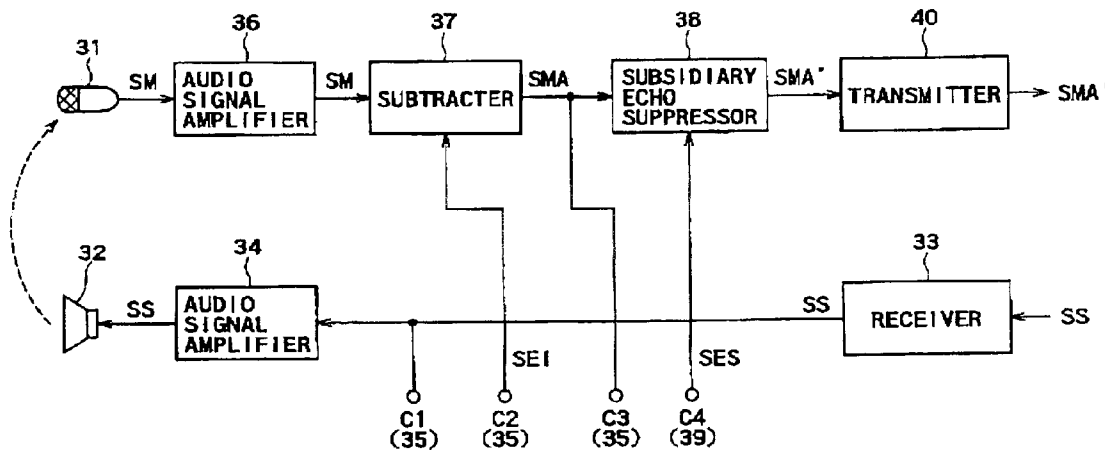 36
37
38
40
31
SM
AUDIO
SIGNAL
AMPLIFIER
SM
SUBTRACTER
SMA
SUBSIDIARY
ECHO
SUPPRESSOR
SMA'
TRANSMITTER
SMA
32
34
33
SS
AUDIO
SIGNAL
AMPLIFIER
SS
RECEIVER
SS
SEI
SES
C1
(35)
C2
(35)
C3
(35)
C4
(39)